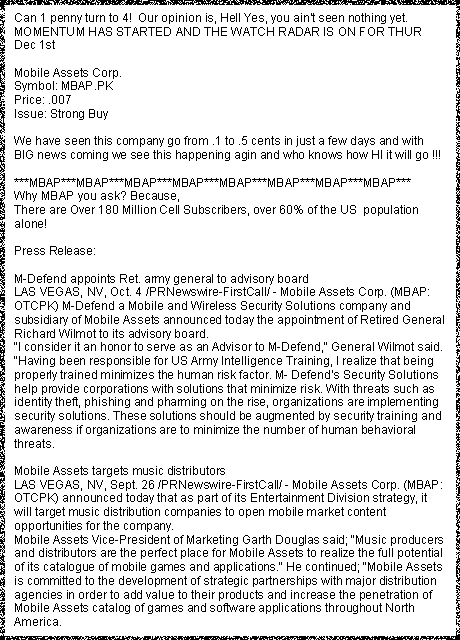 Can 1 penny turn to 4!  Our opinion is, Hell Yes, you ain't seen nothing yet.
MOMENTUM HAS STARTED AND THE WATCH RADAR IS ON FOR THUR
Dec 1st
Mobile Assets Corp.
Symbol: MBAP.PK
Price: .007
Issue: Strong Buy
We have seen this company go from .1 to .5 cents in just a few days and with
BIG news coming we see this happening agin and who knows how HI it will go !!!
***MBAP***MBAP***MBAP***MBAP***MBAP***MBAP***MBAP***MBAP***
Why MBAP you ask? Because,
There are Over 180 Million Cell Subscribers, over 60% of the US  population
alone!
Press Release:
M-Defend appoints Ret. army general to advisory board
LAS VEGAS, NV, Oct. 4 /PRNewswire-FirstCall/ - Mobile Assets Corp. (MBAP:
OTCPK) M-Defend a Mobile and Wireless Security Solutions company and
subsidiary of Mobile Assets announced today the appointment of Retired General
Richard Wilmot to its advisory board.
"I consider it an honor to serve as an Advisor to M-Defend," General Wilmot said.
"Having been responsible for US Army Intelligence Training, I realize that being
properly trained minimizes the human risk factor. M- Defend's Security Solutions
help provide corporations with solutions that minimize risk. With threats such as
identity theft, phishing and pharming on the rise, organizations are implementing
security solutions. These solutions should be augmented by security training and
awareness if organizations are to minimize the number of human behavioral
threats.
Mobile Assets targets music distributors
LAS VEGAS, NV, Sept. 26 /PRNewswire-FirstCall/ - Mobile Assets Corp. (MBAP:
OTCPK) announced today that as part of its Entertainment Division strategy, it
will target music distribution companies to open mobile market content
opportunities for the company.
Mobile Assets Vice-President of Marketing Garth Douglas said; "Music producers
and distributors are the perfect place for Mobile Assets to realize the full potential
of its catalogue of mobile games and applications." He continued; "Mobile Assets
is committed to the development of strategic partnerships with major distribution
agencies in order to add value to their products and increase the penetration of
Mobile Assets catalog of games and software applications throughout North
America.